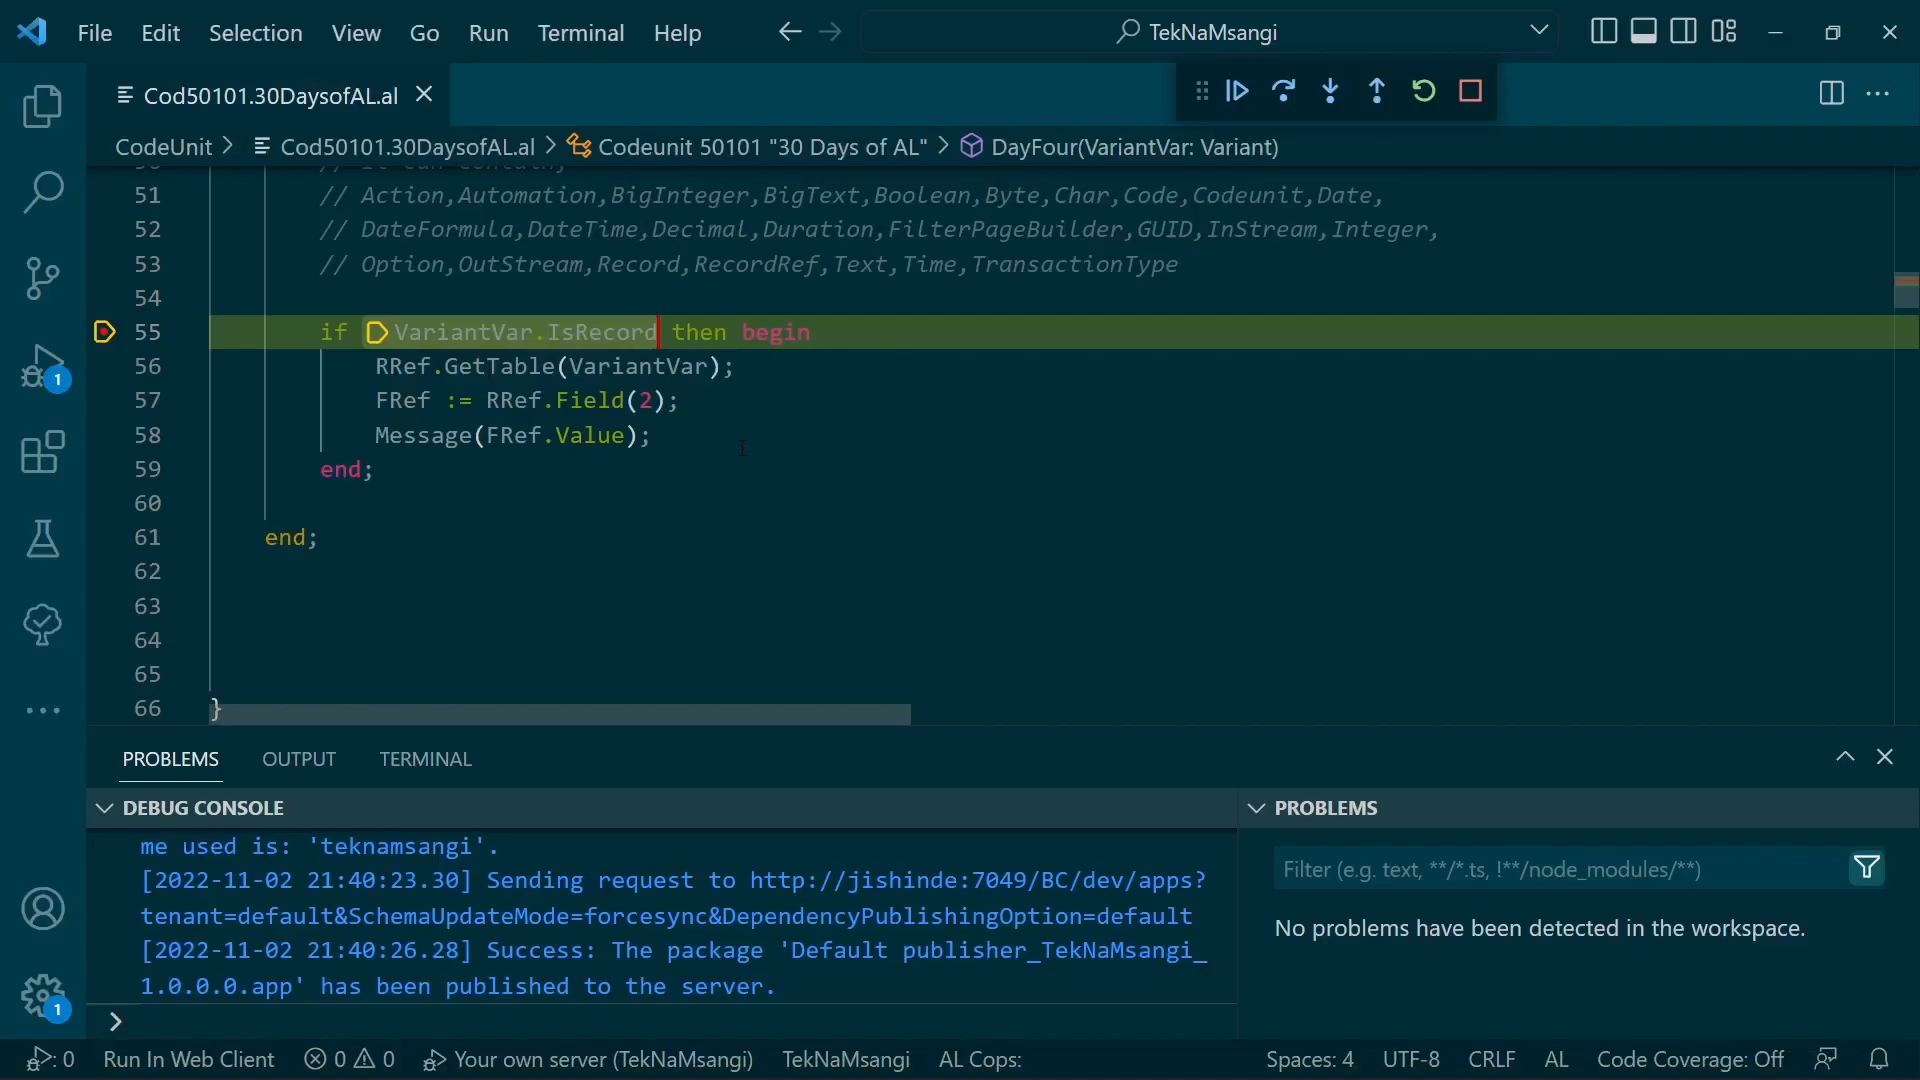 File Edit Selection View Go Run Terminal Help TekNaMsangi
Cod50101.30DaysofAL.al
CodeUnit > Cod50101.30DaysofAL.al > Codeunit 50101 "30 Days of AL" > DayFour(VariantVar: Variant)
51 // Action,Automation,BigInteger,BigText,Boolean,Byte,Char,Code,Codeunit,Date,
52 // DateFormula,DateTime,Decimal,Duration,FilterPageBuilder,GUID,InStream,Integer,
53 // Option,OutStream,Record,RecordRef,Text,Time,TransactionType
54
55 if VariantVar.IsRecord then begin
56 RRef.GetTable(VariantVar);
57 FRef := RRef.Field(2);
58 Message(FRef.Value);
59 end;
60
61 end;
62
63
64
65
66 }
PROBLEMS OUTPUT TERMINAL
DEBUG CONSOLE
me used is: 'teknamsangi'.
[2022-11-02 21:40:23.30] Sending request to http://jishinde:7049/BC/dev/apps?
tenant=default&SchemaUpdateMode=forcesync&DependencyPublishingOption=default
[2022-11-02 21:40:26.28] Success: The package 'Default publisher_TekNaMsangi_
1.0.0.0.app' has been published to the server.
>
PROBLEMS
Filter (e.g. text, **/*.ts, !**/node_modules/**)
No problems have been detected in the workspace.
1
1
: 0 Run In Web Client 0 0 Your own server (TekNaMsangi) TekNaMsangi AL Cops: Spaces: 4 UTF-8 CRLF AL Code Coverage: Off